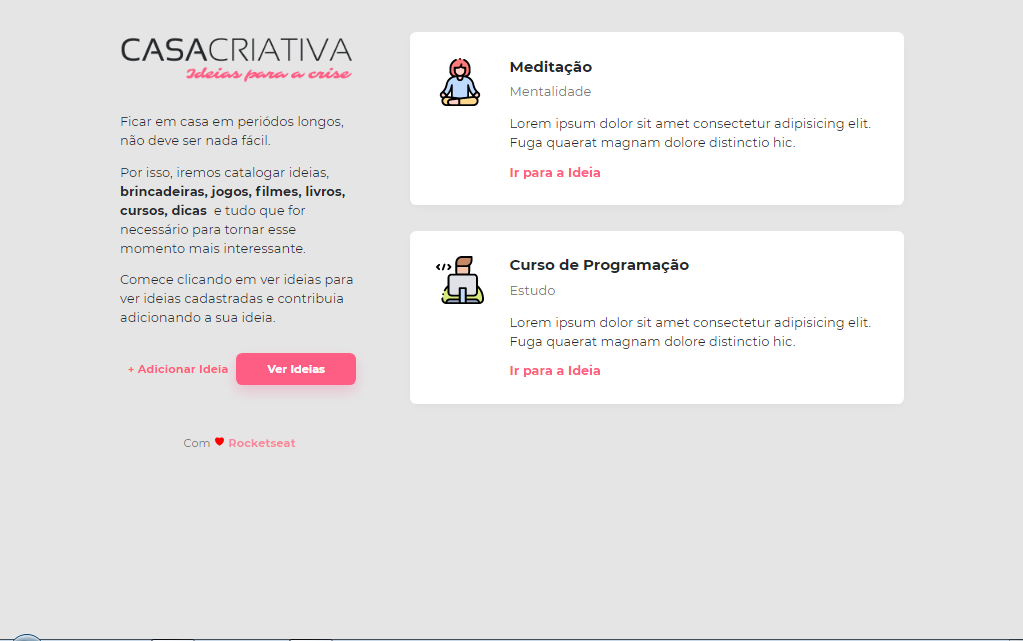 CASACRIATIVA
Ideias para a crise
Ficar em casa em periódos longos,
não deve ser nada fácil.
Por isso, iremos catalogar ideias,
brincadeiras, jogos, filmes, livros,
cursos, dicas e tudo que for
necessário para tornar esse
momento mais interessante.
Comece clicando em ver ideias para
ver ideias cadastradas e contribuia
adicionando a sua ideia.
+ Adicionar Ideia
Ver Ideias
Com ❤ Rocketseat
Meditação
Mentalidade
Lorem ipsum dolor sit amet consectetur adipisicing elit.
Fuga quaerat magnam dolore distinctio hic.
Ir para a Ideia
</>
Curso de Programação
Estudo
Lorem ipsum dolor sit amet consectetur adipisicing elit.
Fuga quaerat magnam dolore distinctio hic.
Ir para a Ideia